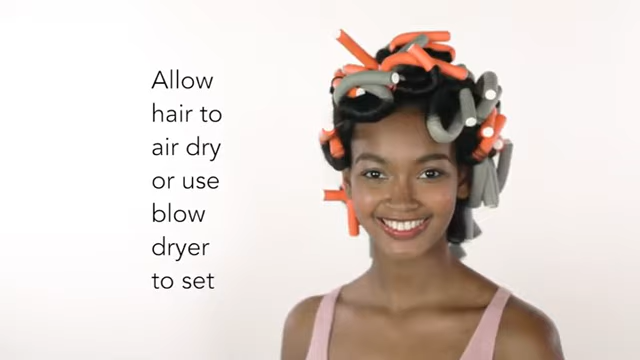 Allow
hair to
air dry
or use
blow
dryer
to set